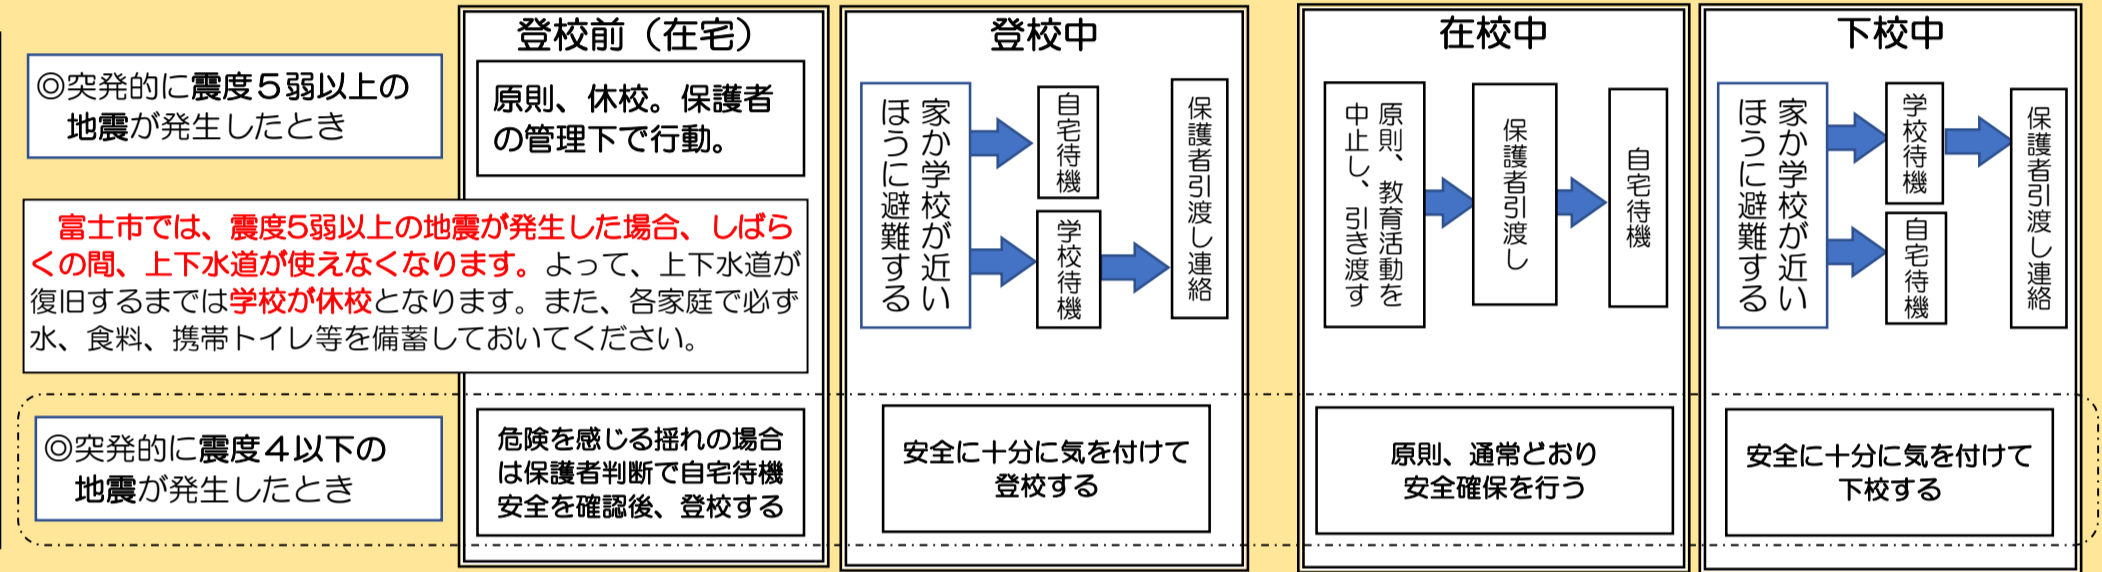 ◎突発的に震度５弱以上の
地震が発生したとき
富士市では、震度5弱以上の地震が発生した場合、しばら
くの間、上下水道が使えなくなります。よって、上下水道が
復旧するまでは学校が休校となります。また、各家庭で必ず
水、食料、携帯トイレ等を備蓄しておいてください。
◎突発的に震度４以下の
地震が発生したとき
登校前（在宅）
原則、休校。保護者
の管理下で行動。
危険を感じる揺れの場合
は保護者判断で自宅待機
安全を確認後、登校する
登校中
家か学校が近い
ほうに避難する
自宅待機
学校待機
保護者引渡し連絡
安全に十分に気を付けて
登校する
在校中
原則、教育活動を
中止し、引き渡す
保護者引渡し
自宅待機
原則、通常どおり
安全確保を行う
下校中
家か学校が近い
ほうに避難する
学校待機
自宅待機
保護者引渡し連絡
安全に十分に気を付けて
下校する